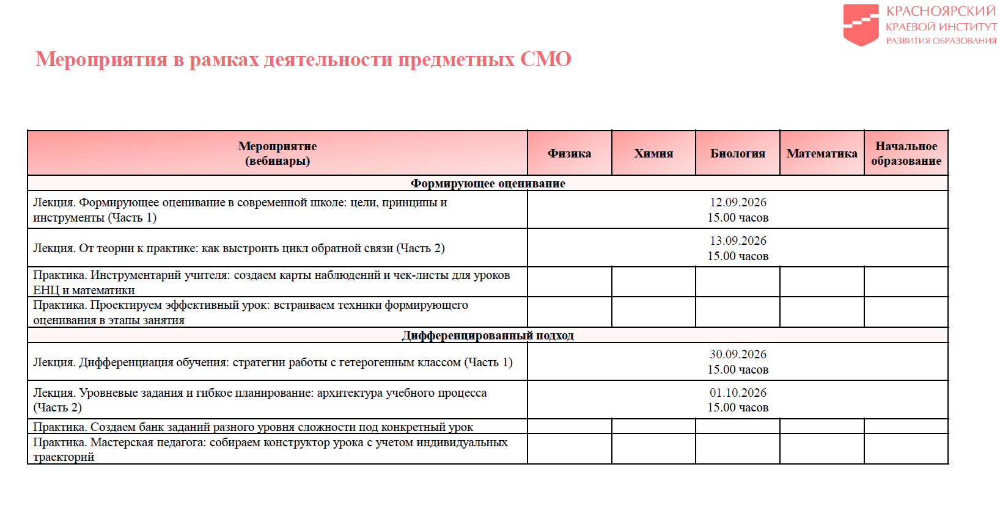 КРАСНОЯРСКИЙ
КРАЕВОЙ ИНСТИТУТ
РАЗВИТИЯ ОБРАЗОВАНИЯ
Мероприятия в рамках деятельности предметных СМО
Мероприятие
(вебинары)
Физика
Химия
Биология
Математика
Начальное
образование
Формирующее оценивание
Лекция. Формирующее оценивание в современной школе: цели, принципы и
инструменты (Часть 1)
12.09.2026
15.00 часов
Лекция. От теории к практике: как выстроить цикл обратной связи (Часть 2)
13.09.2026
15.00 часов
Практика. Инструментарий учителя: создаем карты наблюдений и чек-листы для уроков
ЕНЦ и математики
Практика. Проектируем эффективный урок: встраиваем техники формирующего
оценивания в этапы занятия
Дифференцированный подход
Лекция. Дифференциация обучения: стратегии работы с гетерогенным классом (Часть 1)
30.09.2026
15.00 часов
Лекция. Уровневые задания и гибкое планирование: архитектура учебного процесса
(Часть 2)
01.10.2026
15.00 часов
Практика. Создаем банк заданий разного уровня сложности под конкретный урок
Практика. Мастерская педагога: собираем конструктор урока с учетом индивидуальных
траекторий